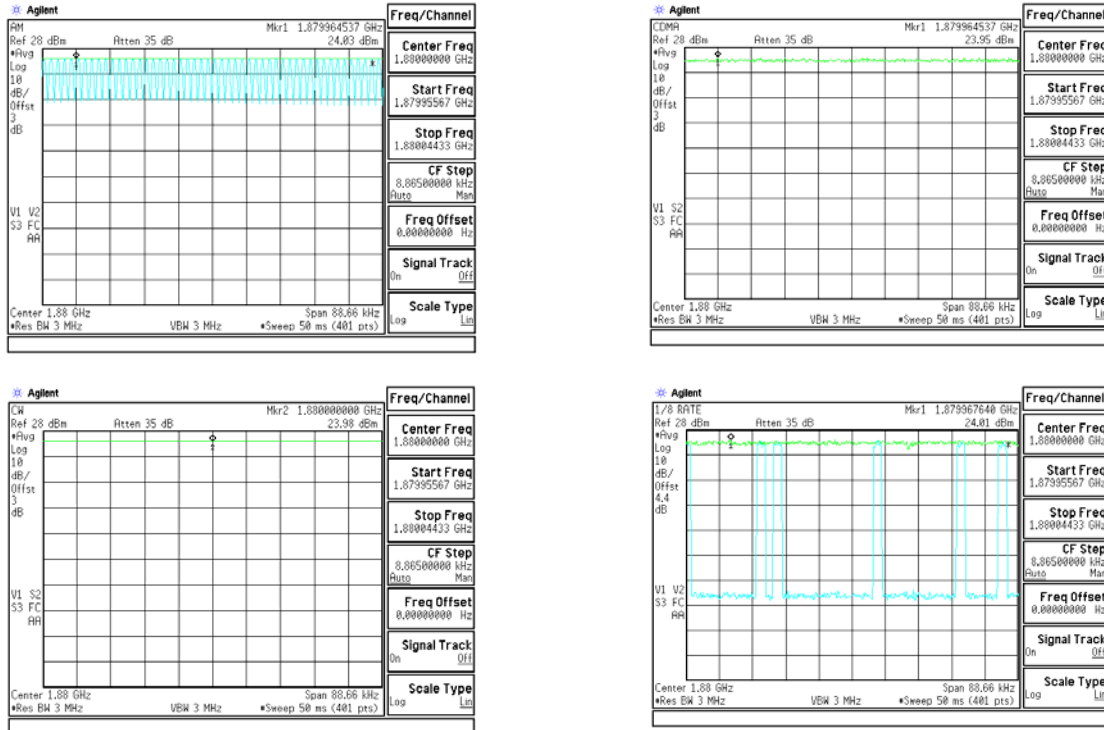 Agilent
Freq/Channel
AM
Mkr1 1.879964537 GHz
Ref 28 dBm
Atten 35 dB
24.03 dBm
#Avg
Log
10
dB/
Offst
3
dB
V1 V2
S3 FC
AA
Center 1.88 GHz
Span 88.66 kHz
#Res BW 3 MHz
VBW 3 MHz
#Sweep 50 ms (401 pts)
Center Freq
1.88000000 GHz
Start Freq
1.87995567 GHz
Stop Freq
1.88004433 GHz
CF Step
8.86500000 kHz
Auto Man
Freq Offset
0.00000000 Hz
Signal Track
On Off
Scale Type
Log Lin
Agilent
Freq/Channel
CDMA
Mkr1 1.879964537 GHz
Ref 28 dBm
Atten 35 dB
23.95 dBm
#Avg
Log
10
dB/
Offst
3
dB
V1 S2
S3 FC
AA
Center 1.88 GHz
Span 88.66 kHz
#Res BW 3 MHz
VBW 3 MHz
#Sweep 50 ms (401 pts)
Center Freq
1.88000000 GHz
Start Freq
1.87995567 GHz
Stop Freq
1.88004433 GHz
CF Step
8.86500000 kHz
Auto Man
Freq Offset
0.00000000 Hz
Signal Track
On Off
Scale Type
Log Lin
Agilent
Freq/Channel
CW
Mkr2 1.880000000 GHz
Ref 28 dBm
Atten 35 dB
23.98 dBm
#Avg
Log
10
dB/
Offst
3
dB
V1 S2
S3 FC
AA
Center 1.88 GHz
Span 88.66 kHz
#Res BW 3 MHz
VBW 3 MHz
#Sweep 50 ms (401 pts)
Center Freq
1.88000000 GHz
Start Freq
1.87995567 GHz
Stop Freq
1.88004433 GHz
CF Step
8.86500000 kHz
Auto Man
Freq Offset
0.00000000 Hz
Signal Track
On Off
Scale Type
Log Lin
Agilent
Freq/Channel
1/8 RATE
Mkr1 1.879967640 GHz
Ref 28 dBm
Atten 35 dB
24.01 dBm
#Avg
Log
10
dB/
Offst
4.4
dB
V1 V2
S3 FC
AA
Center 1.88 GHz
Span 88.66 kHz
#Res BW 3 MHz
VBW 3 MHz
#Sweep 50 ms (401 pts)
Center Freq
1.88000000 GHz
Start Freq
1.87995567 GHz
Stop Freq
1.88004433 GHz
CF Step
8.86500000 kHz
Auto Man
Freq Offset
0.00000000 Hz
Signal Track
On Off
Scale Type
Log Lin